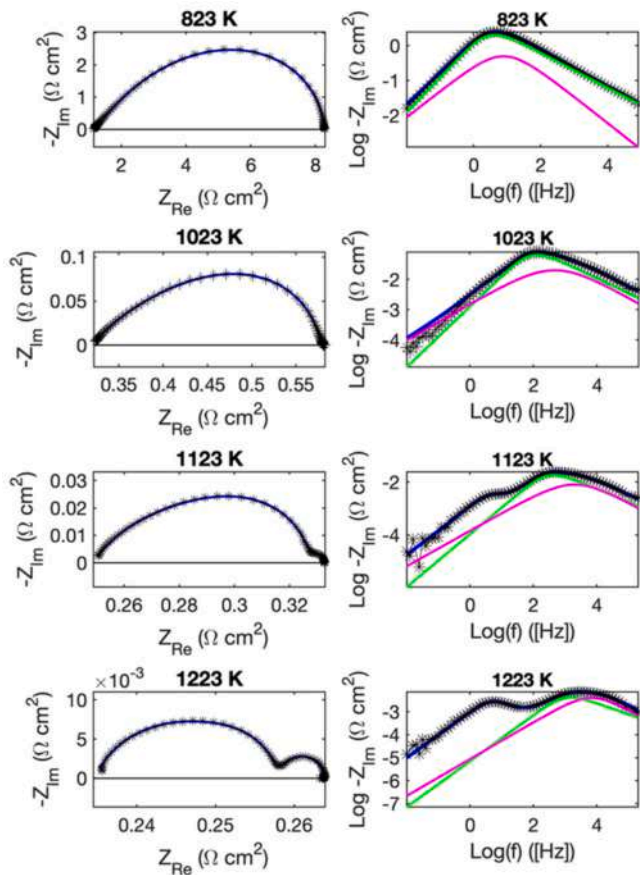 823 K
3
2
1
0
-Z_Im (Ω cm²)
2
4
6
8
Z_Re (Ω cm²)
823 K
0
-1
-2
Log -Z_Im (Ω cm²)
0
2
4
Log(f) ([Hz])
1023 K
0.1
0.05
0
-Z_Im (Ω cm²)
0.35
0.4
0.45
0.5
0.55
Z_Re (Ω cm²)
1023 K
-2
-3
-4
Log -Z_Im (Ω cm²)
0
2
4
Log(f) ([Hz])
1123 K
0.03
0.02
0.01
0
-Z_Im (Ω cm²)
0.26
0.28
0.3
0.32
Z_Re (Ω cm²)
1123 K
-2
-4
Log -Z_Im (Ω cm²)
0
2
4
Log(f) ([Hz])
×10⁻³
1223 K
10
5
0
-Z_Im (Ω cm²)
0.24
0.25
0.26
Z_Re (Ω cm²)
1223 K
-3
-4
-5
-6
-7
Log -Z_Im (Ω cm²)
0
2
4
Log(f) ([Hz])